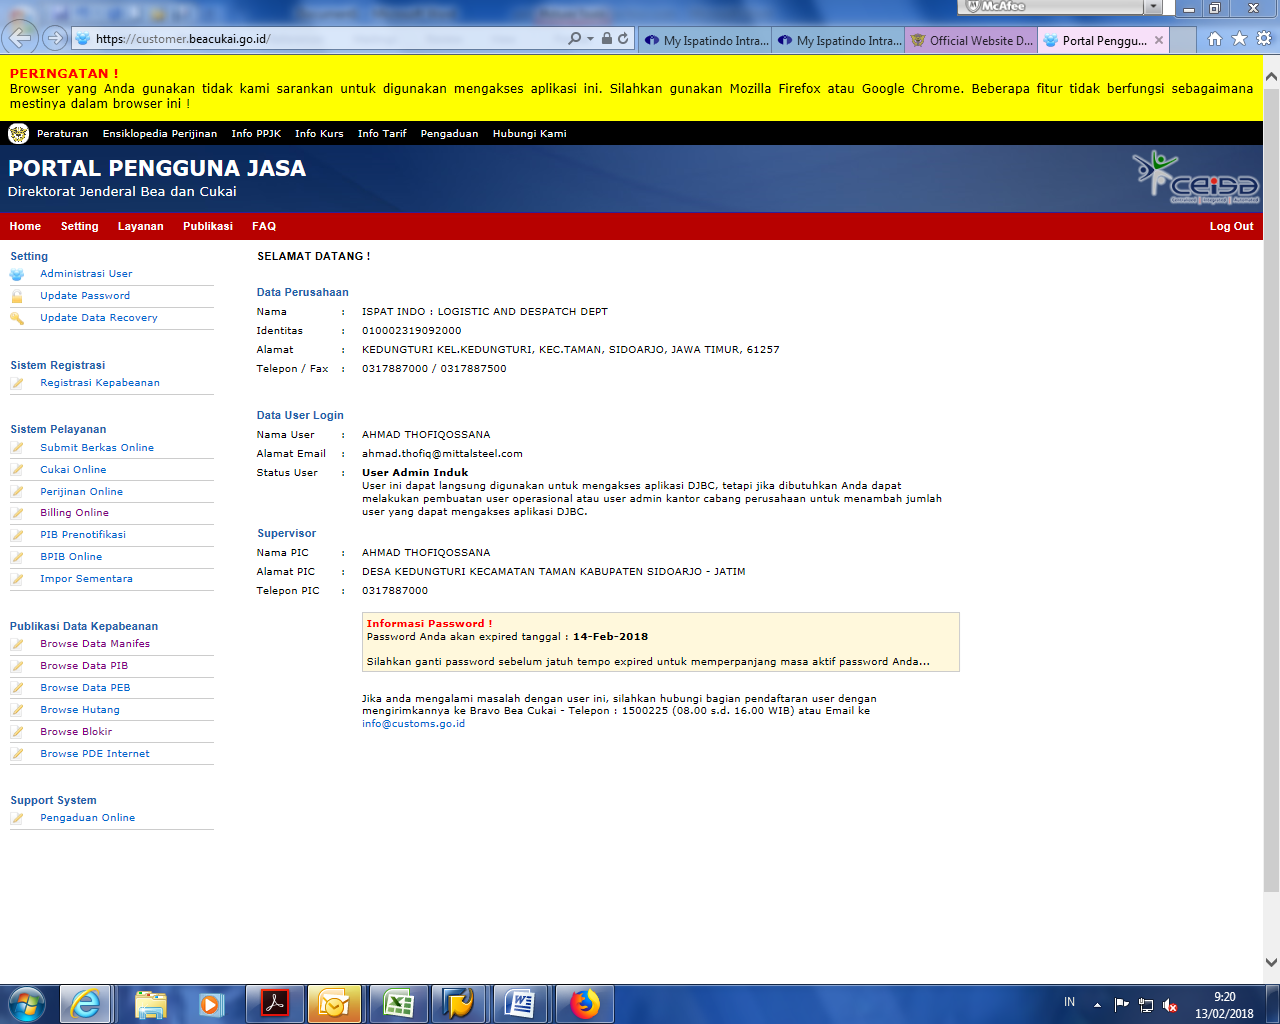 McAfee
https://customer.beacukai.go.id/
My Ispatindo Intra...
My Ispatindo Intra...
Official Website D...
Portal Penggu...
PERINGATAN !
Browser yang Anda gunakan tidak kami sarankan untuk digunakan mengakses aplikasi ini. Silahkan gunakan Mozilla Firefox atau Google Chrome. Beberapa fitur tidak berfungsi sebagaimana
mestinya dalam browser ini !
Peraturan Ensiklopedia Perijinan Info PPJK Info Kurs Info Tarif Pengaduan Hubungi Kami
PORTAL PENGGUNA JASA
Direktorat Jenderal Bea dan Cukai
ceisa
Home Setting Layanan Publikasi FAQ Log Out
Setting
Administrasi User
Update Password
Update Data Recovery
Sistem Registrasi
Registrasi Kepabeanan
Sistem Pelayanan
Submit Berkas Online
Cukai Online
Perijinan Online
Billing Online
PIB Prenotifikasi
BPIB Online
Impor Sementara
Publikasi Data Kepabeanan
Browse Data Manifes
Browse Data PIB
Browse Data PEB
Browse Hutang
Browse Blokir
Browse PDE Internet
Support System
Pengaduan Online
SELAMAT DATANG !
Data Perusahaan
Nama : ISPAT INDO : LOGISTIC AND DESPATCH DEPT
Identitas : 010002319092000
Alamat : KEDUNGTURI KEL.KEDUNGTURI, KEC.TAMAN, SIDOARJO, JAWA TIMUR, 61257
Telepon / Fax : 0317887000 / 0317887500
Data User Login
Nama User : AHMAD THOFIQOSSANA
Alamat Email : ahmad.thofiq@mittalsteel.com
Status User : User Admin Induk
User ini dapat langsung digunakan untuk mengakses aplikasi DJBC, tetapi jika dibutuhkan Anda dapat
melakukan pembuatan user operasional atau user admin kantor cabang perusahaan untuk menambah jumlah
user yang dapat mengakses aplikasi DJBC.
Supervisor
Nama PIC : AHMAD THOFIQOSSANA
Alamat PIC : DESA KEDUNGTURI KECAMATAN TAMAN KABUPATEN SIDOARJO - JATIM
Telepon PIC : 0317887000
Informasi Password !
Password Anda akan expired tanggal : 14-Feb-2018
Silahkan ganti password sebelum jatuh tempo expired untuk memperpanjang masa aktif password Anda...
Jika anda mengalami masalah dengan user ini, silahkan hubungi bagian pendaftaran user dengan
mengirimkannya ke Bravo Bea Cukai - Telepon : 1500225 (08.00 s.d. 16.00 WIB) atau Email ke
info@customs.go.id
IN
9:20
13/02/2018